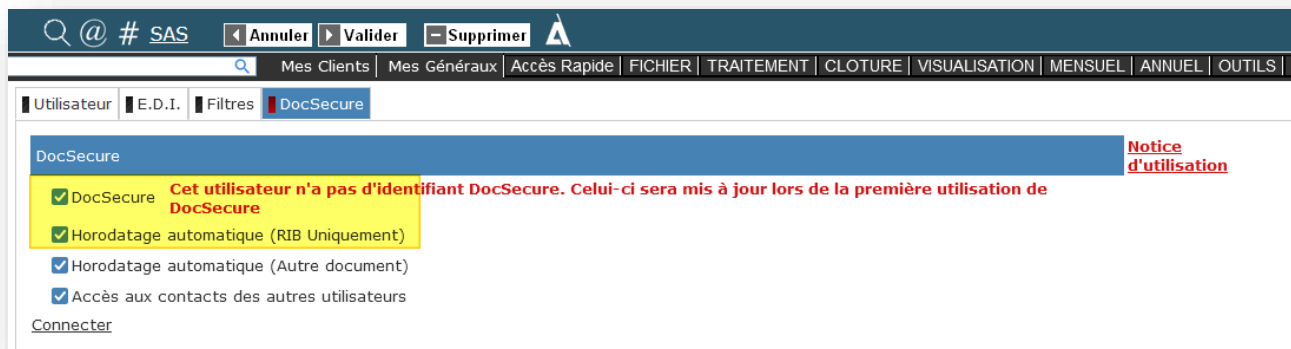 @ # SAS Annuler Valider Supprimer
Mes Clients | Mes Généraux | Accès Rapide | FICHIER | TRAITEMENT | CLOTURE | VISUALISATION | MENSUEL | ANNUEL | OUTILS |
Utilisateur E.D.I. Filtres DocSecure
DocSecure
Notice
d'utilisation
DocSecure Cet utilisateur n'a pas d'identifiant DocSecure. Celui-ci sera mis à jour lors de la première utilisation de
DocSecure
Horodatage automatique (RIB Uniquement)
Horodatage automatique (Autre document)
Accès aux contacts des autres utilisateurs
Connecter